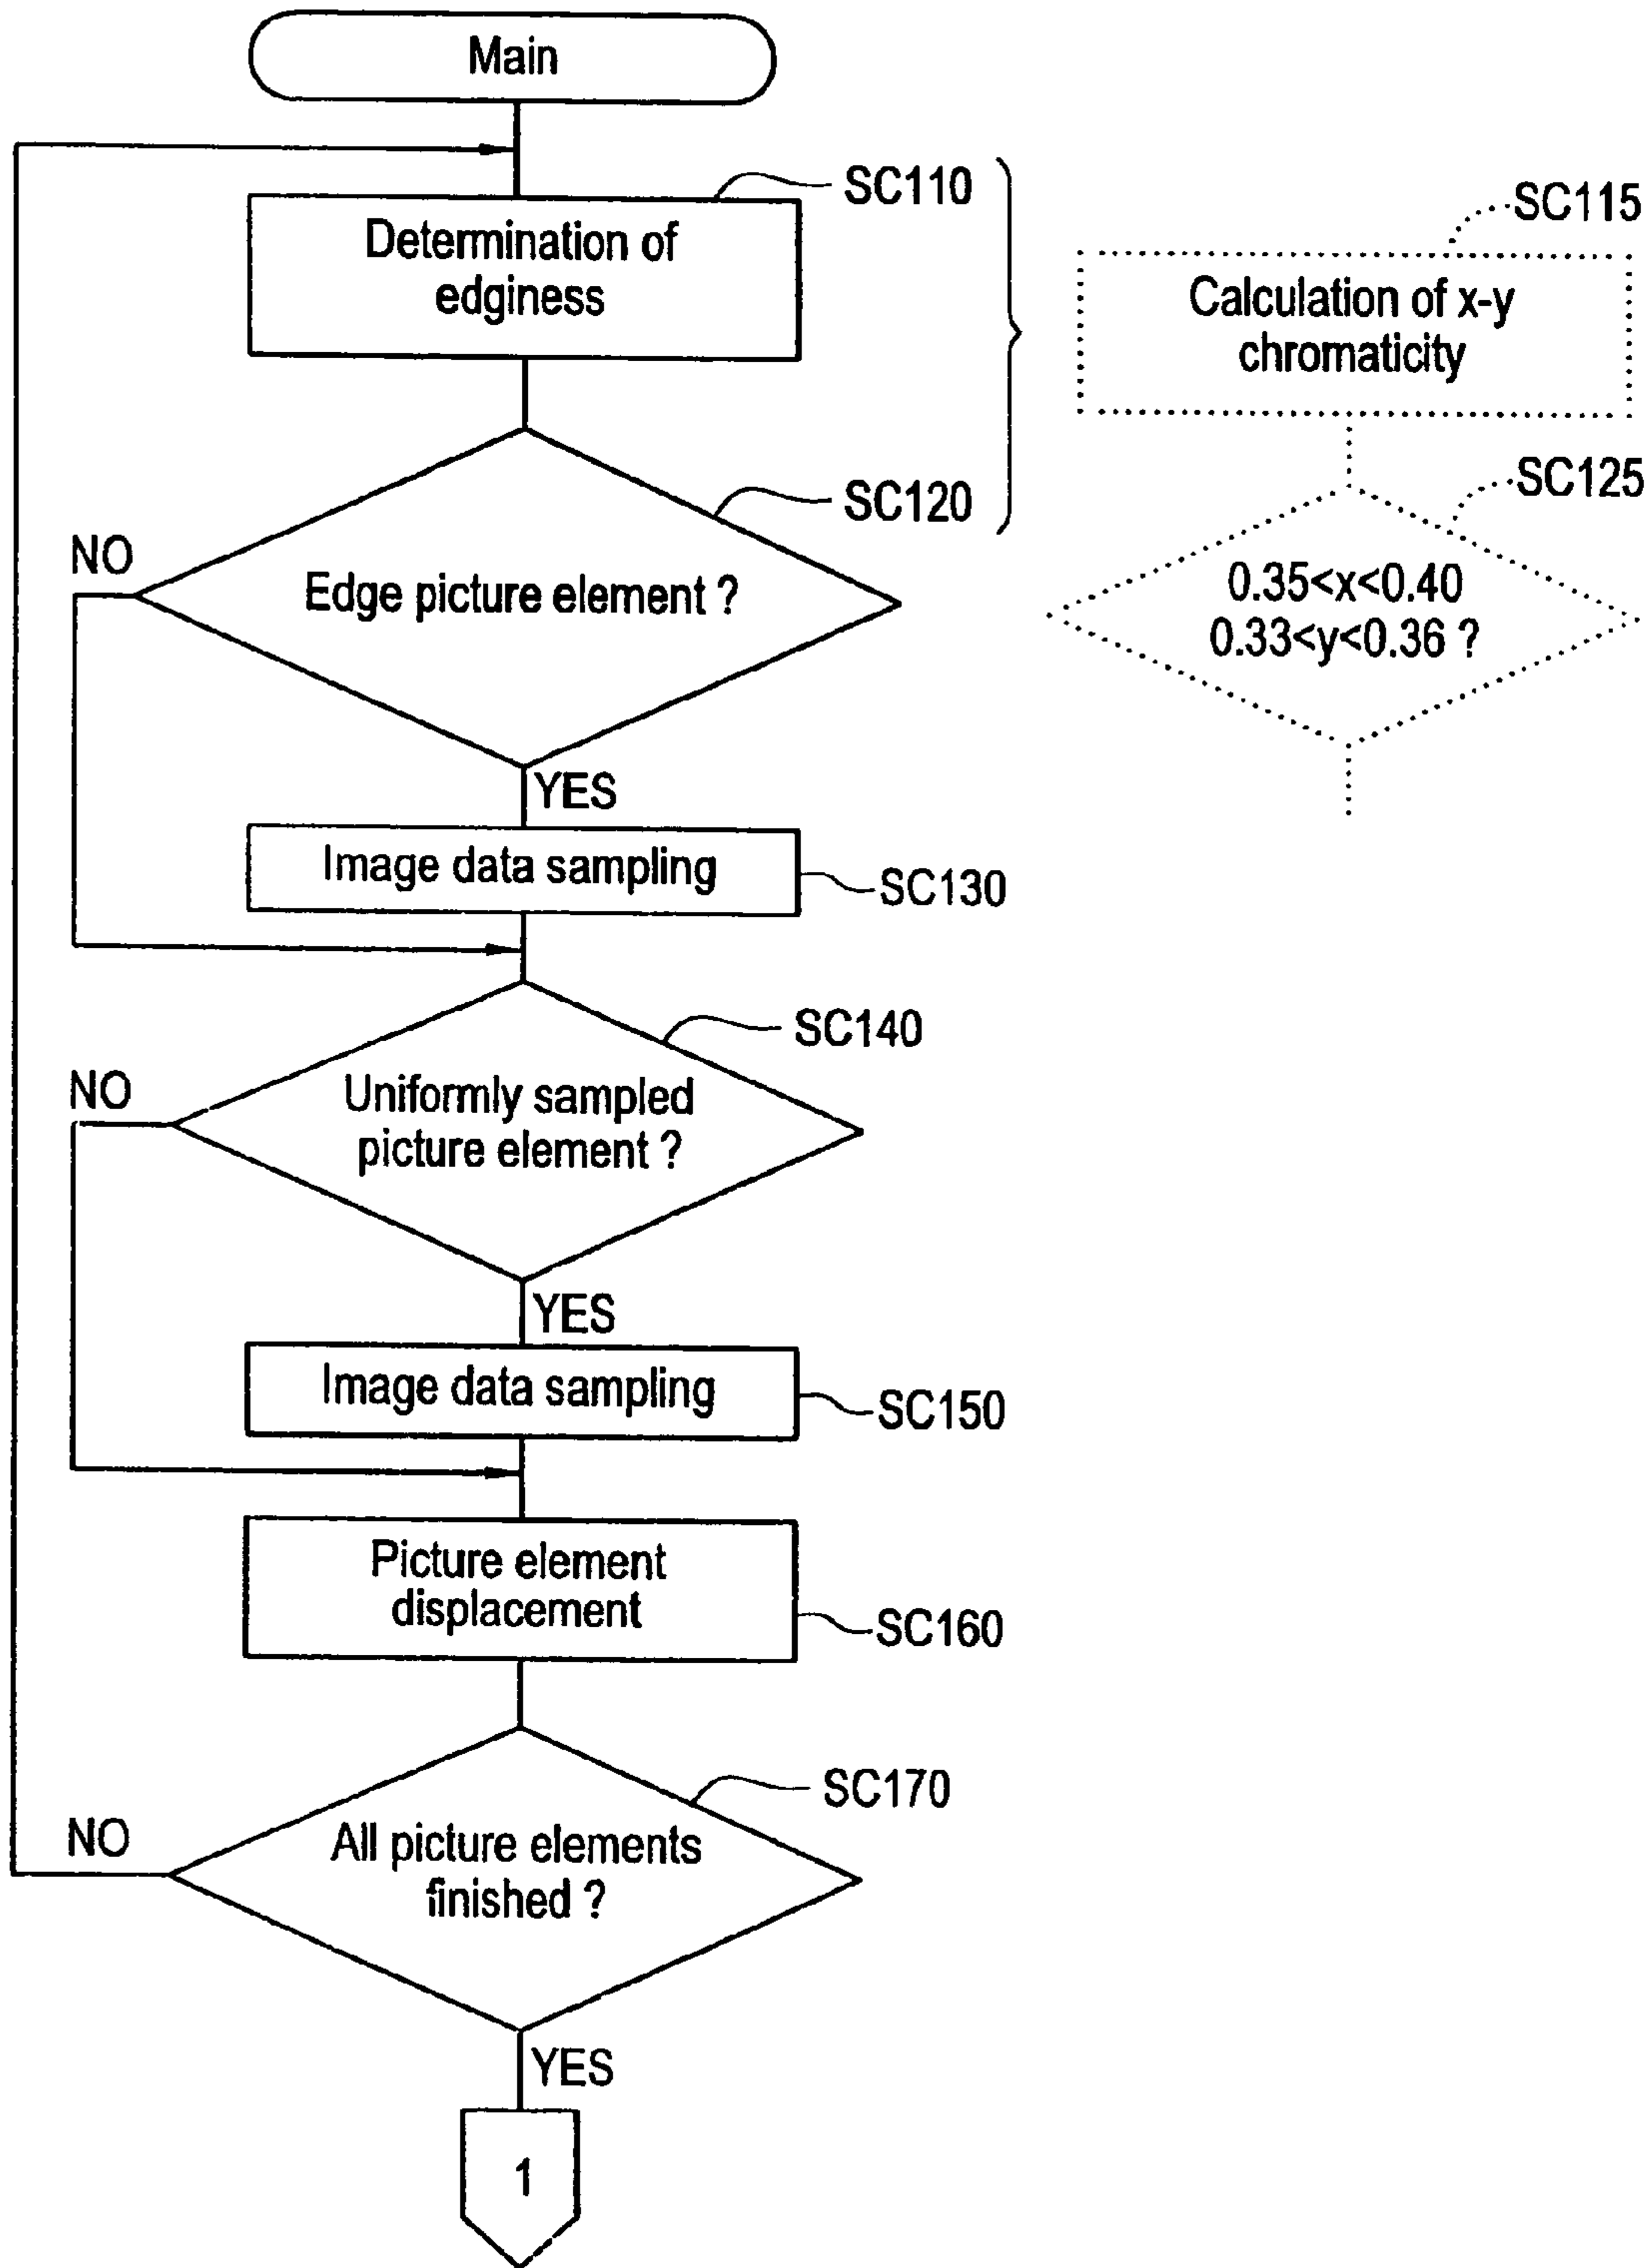 Main
SC110
Determination of
edginess
SC115
Calculation of x-y
chromaticity
SC120
NO
Edge picture element ?
SC125
0.35<x<0.40
0.33<y<0.36 ?
YES
Image data sampling
SC130
SC140
NO
Uniformly sampled
picture element ?
YES
Image data sampling
SC150
Picture element
displacement
SC160
SC170
NO
All picture elements
finished ?
YES
1